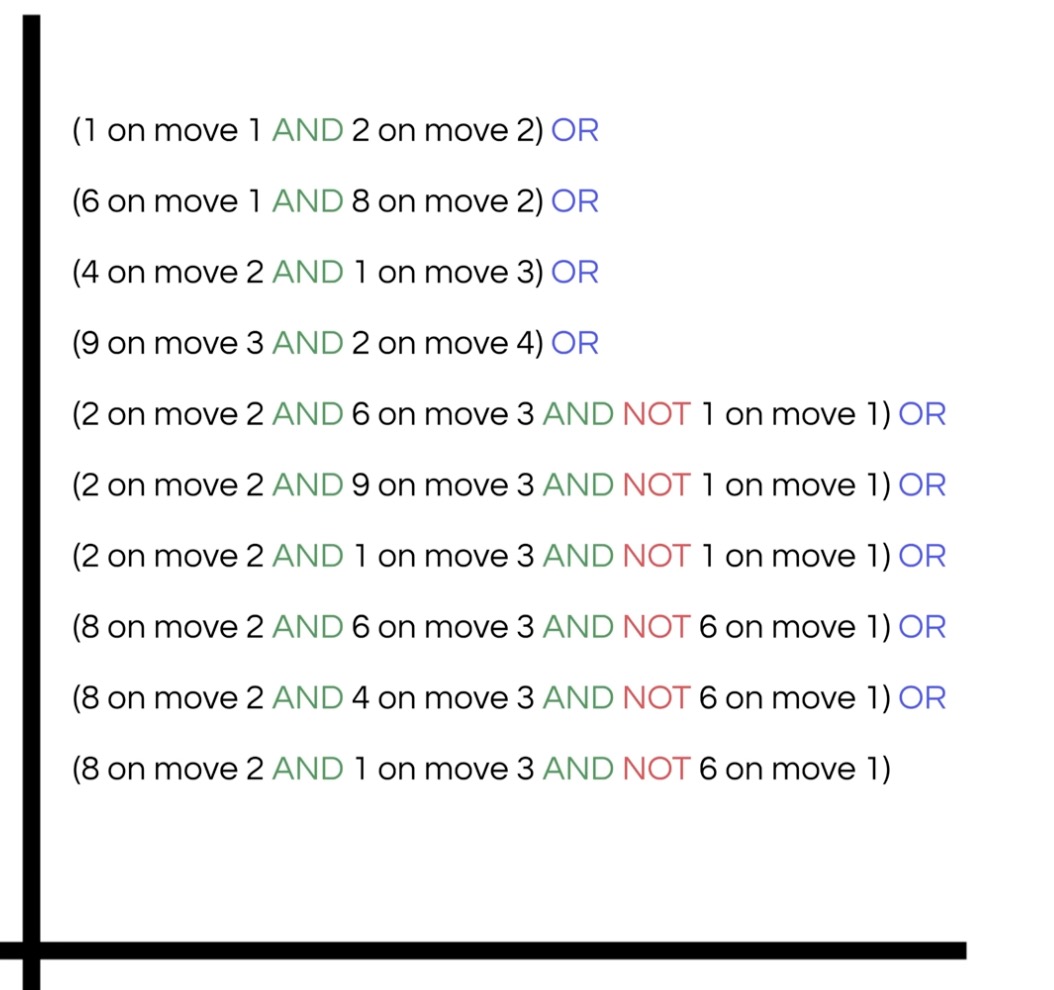 (1 on move 1 AND 2 on move 2) OR
(6 on move 1 AND 8 on move 2) OR
(4 on move 2 AND 1 on move 3) OR
(9 on move 3 AND 2 on move 4) OR
(2 on move 2 AND 6 on move 3 AND NOT 1 on move 1) OR
(2 on move 2 AND 9 on move 3 AND NOT 1 on move 1) OR
(2 on move 2 AND 1 on move 3 AND NOT 1 on move 1) OR
(8 on move 2 AND 6 on move 3 AND NOT 6 on move 1) OR
(8 on move 2 AND 4 on move 3 AND NOT 6 on move 1) OR
(8 on move 2 AND 1 on move 3 AND NOT 6 on move 1)